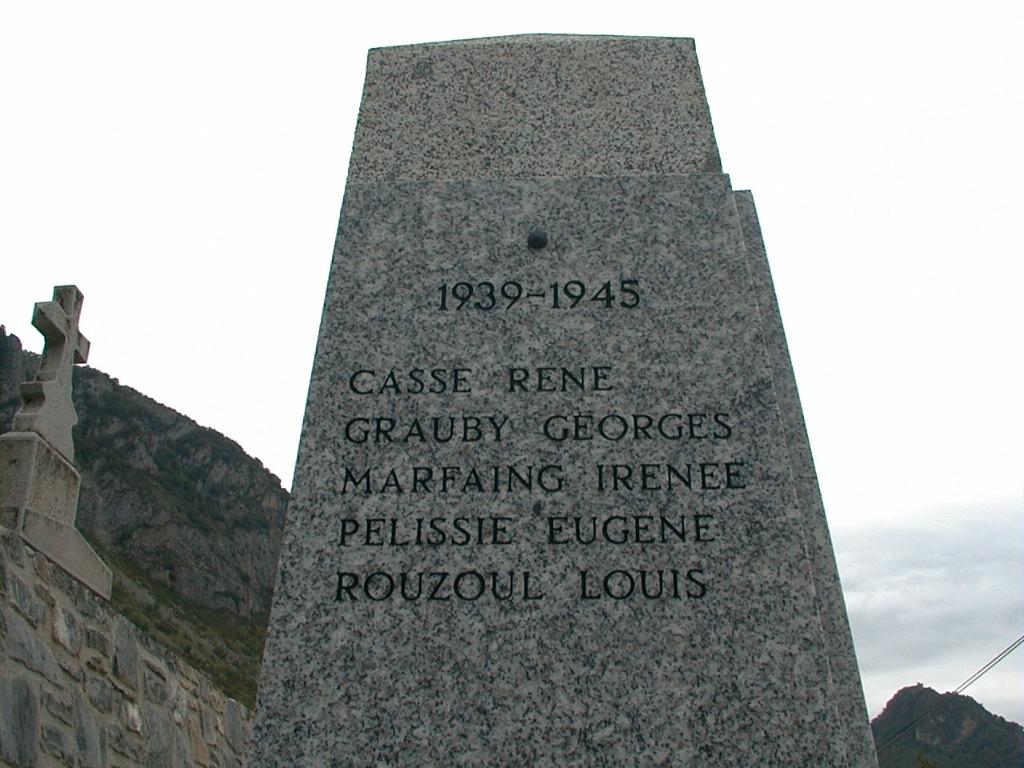 1939-1945
CASSE RENE
GRAUBY GEORGES
MARFAING IRENEE
PELISSIE EUGENE
ROUZOUL LOUIS